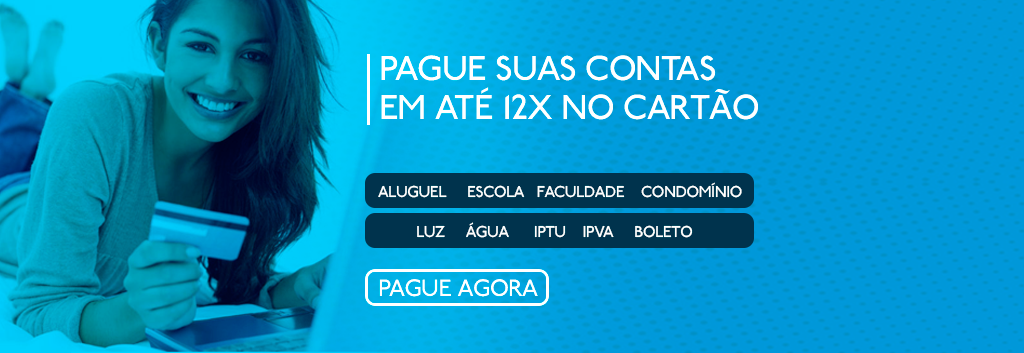 PAGUE SUAS CONTAS
EM ATÉ 12X NO CARTÃO
ALUGUEL ESCOLA FACULDADE CONDOMÍNIO
LUZ ÁGUA IPTU IPVA BOLETO
PAGUE AGORA